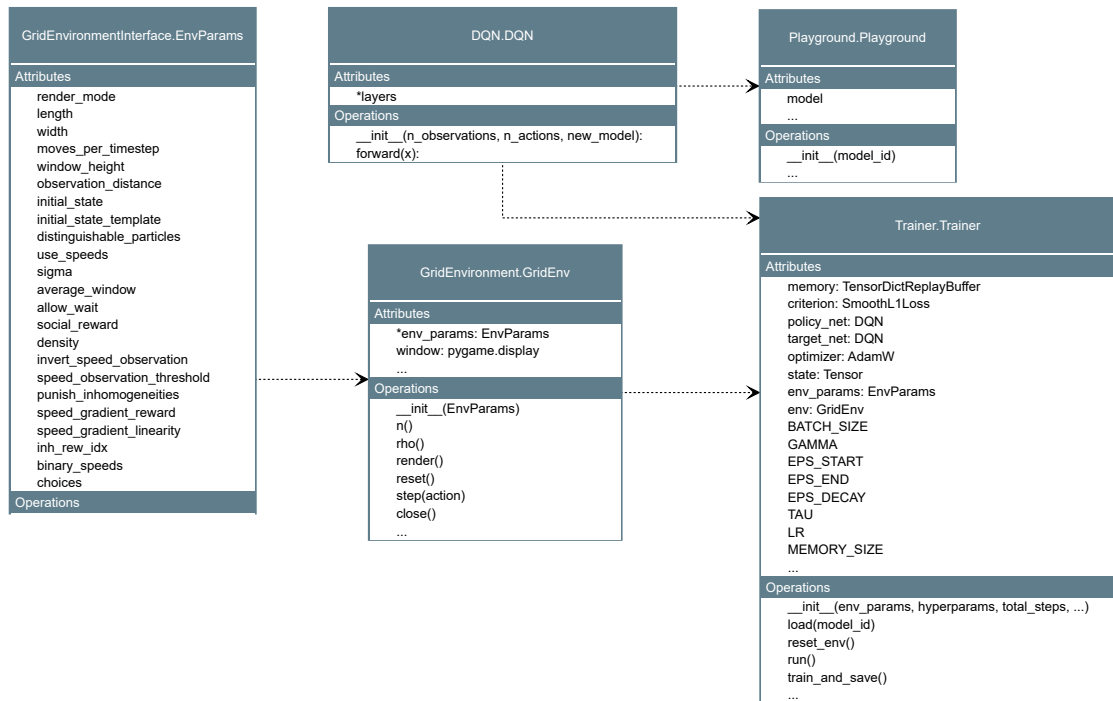 GridEnvironmentInterface.EnvParams
Attributes
render_mode
length
width
moves_per_timestep
window_height
observation_distance
initial_state
initial_state_template
distinguishable_particles
use_speeds
sigma
average_window
allow_wait
social_reward
density
invert_speed_observation
speed_observation_threshold
punish_inhomogeneities
speed_gradient_reward
speed_gradient_linearity
inh_rew_idx
binary_speeds
choices
Operations
DQN.DQN
Attributes
*layers
Operations
__init__(n_observations, n_actions, new_model):
forward(x):
Playground.Playground
Attributes
model
...
Operations
__init__(model_id)
...
GridEnvironment.GridEnv
Attributes
*env_params: EnvParams
window: pygame.display
...
Operations
__init__(EnvParams)
n()
rho()
render()
reset()
step(action)
close()
...
Trainer.Trainer
Attributes
memory: TensorDictReplayBuffer
criterion: SmoothL1Loss
policy_net: DQN
target_net: DQN
optimizer: AdamW
state: Tensor
env_params: EnvParams
env: GridEnv
BATCH_SIZE
GAMMA
EPS_START
EPS_END
EPS_DECAY
TAU
LR
MEMORY_SIZE
...
Operations
__init__(env_params, hyperparams, total_steps, ...)
load(model_id)
reset_env()
run()
train_and_save()
...